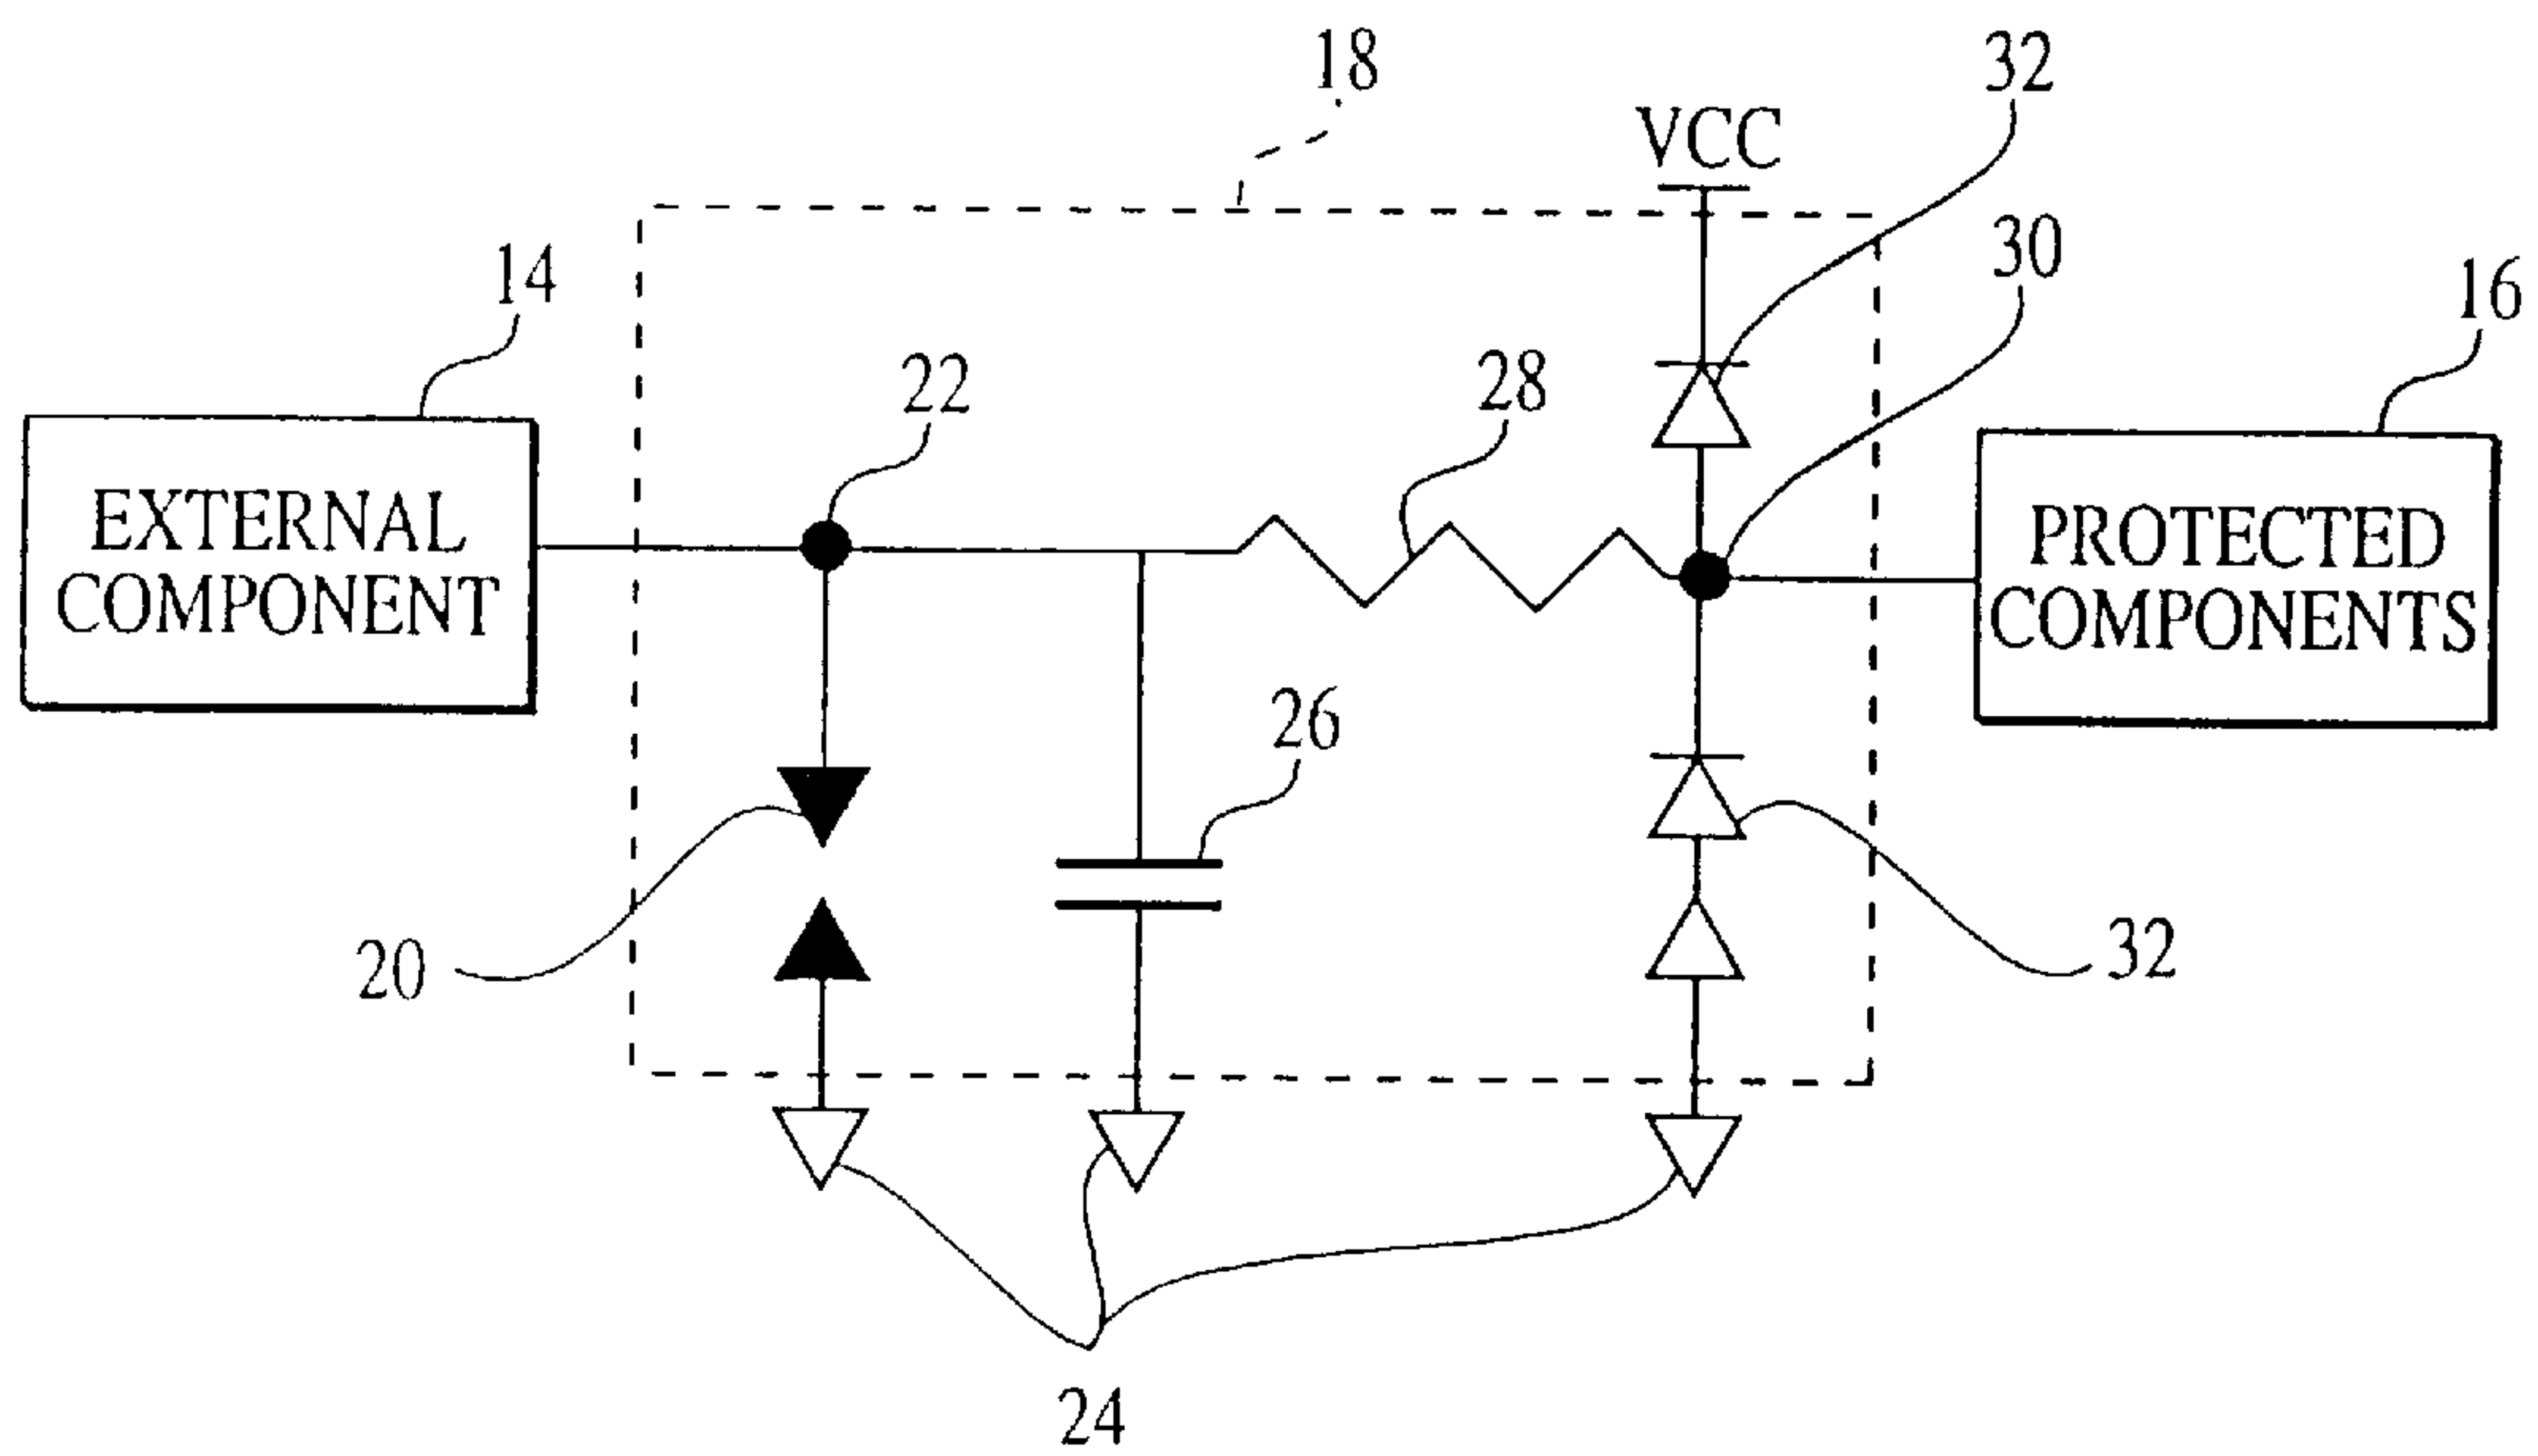 18
32
VCC
30
14
16
22
28
EXTERNAL
COMPONENT
PROTECTED
COMPONENTS
26
20
32
24